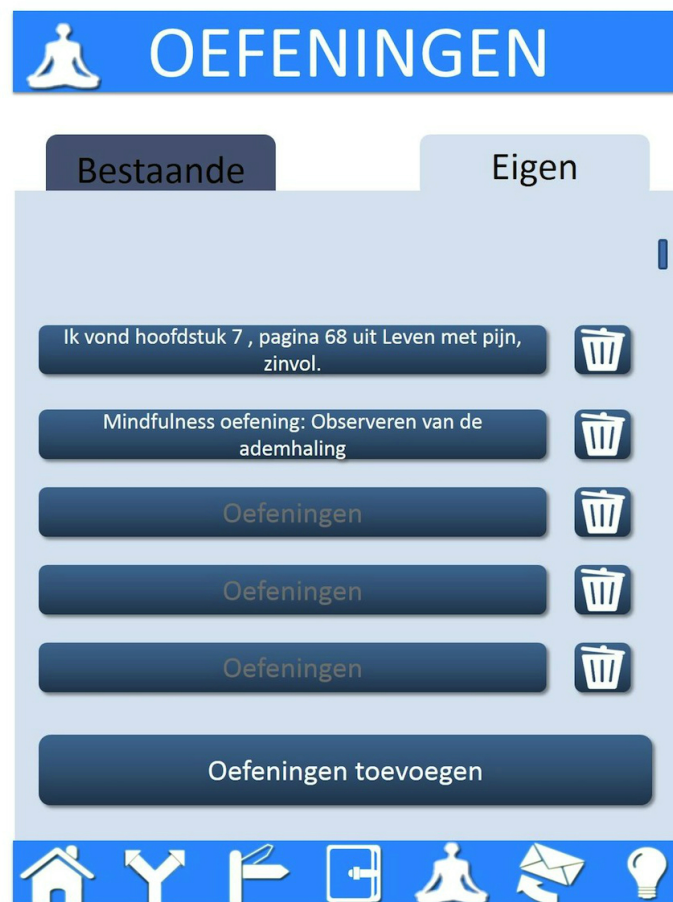 OEFENINGEN
Bestaande
Eigen
Ik vond hoofdstuk 7 , pagina 68 uit Leven met pijn,
zinvol.
Mindfulness oefening: Observeren van de
ademhaling
Oefeningen
Oefeningen
Oefeningen
Oefeningen toevoegen